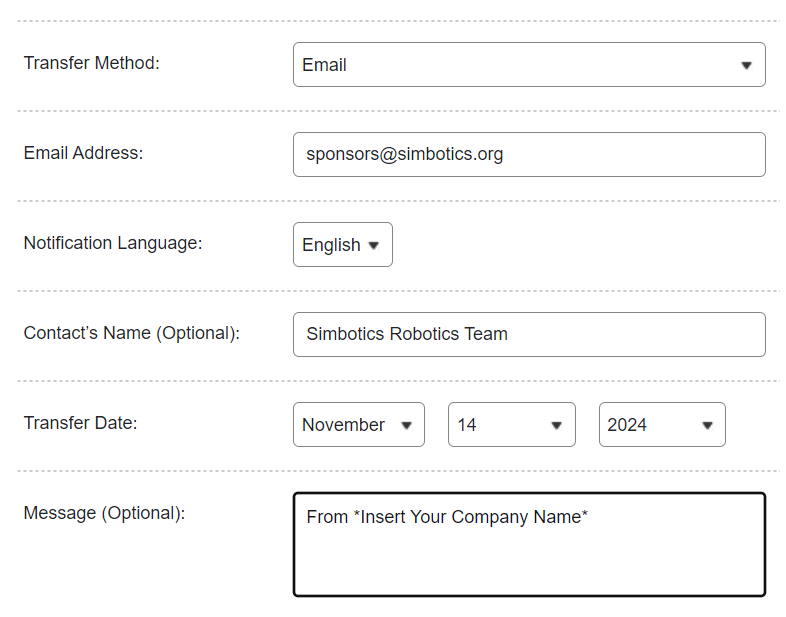 Transfer Method:
Email
Email Address:
sponsors@simbotics.org
Notification Language:
English
Contact’s Name (Optional):
Simbotics Robotics Team
Transfer Date:
November 14 2024
Message (Optional):
From *Insert Your Company Name*